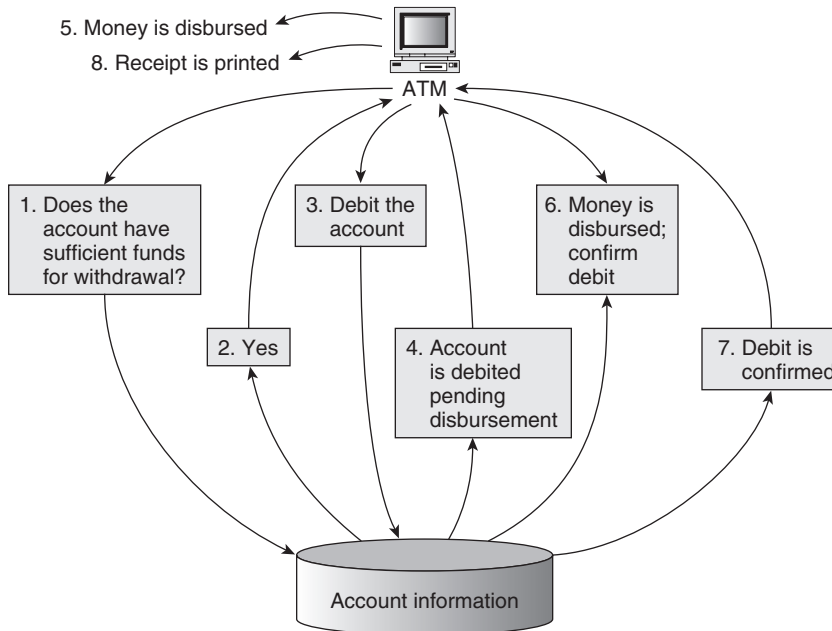 5. Money is disbursed
8. Receipt is printed
ATM
1. Does the
account have
sufficient funds
for withdrawal?
2. Yes
3. Debit the
account
4. Account
is debited
pending
disbursement
6. Money is
disbursed;
confirm
debit
7. Debit is
confirmed
Account information